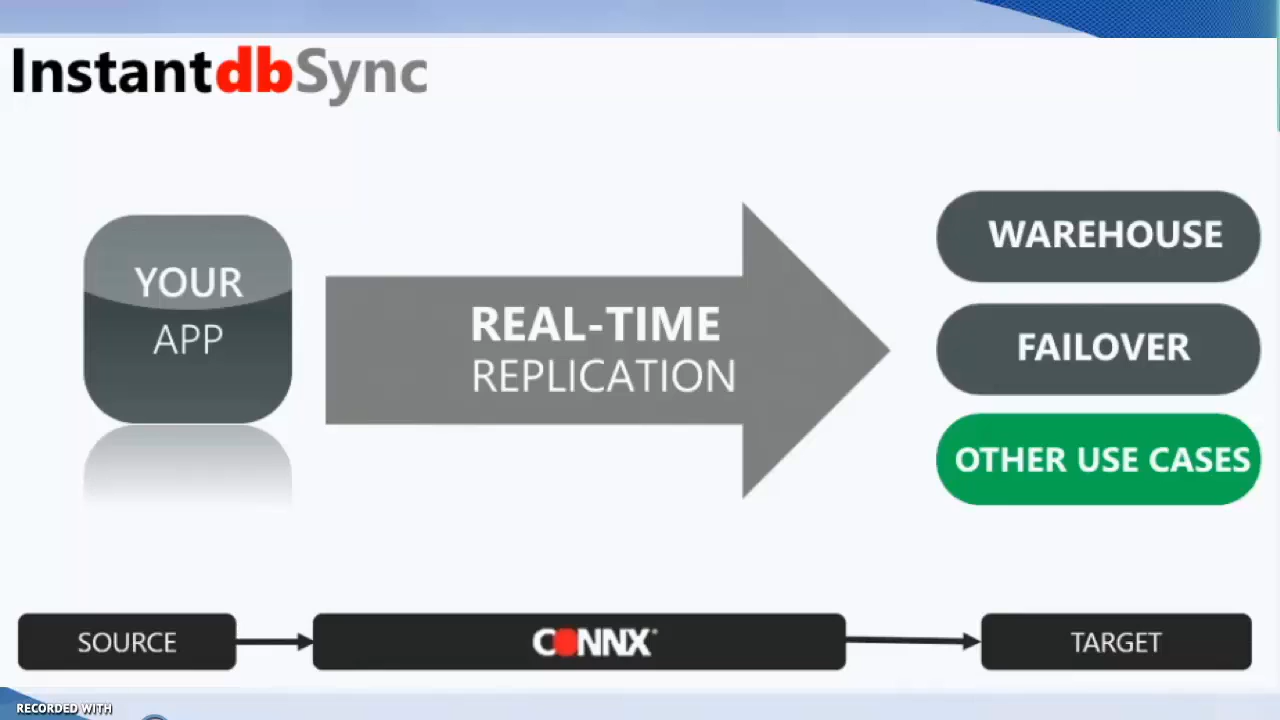 InstantdbSync
YOUR
APP
REAL-TIME
REPLICATION
WAREHOUSE
FAILOVER
OTHER USE CASES
SOURCE
CONNX
TARGET
RECORDED WITH